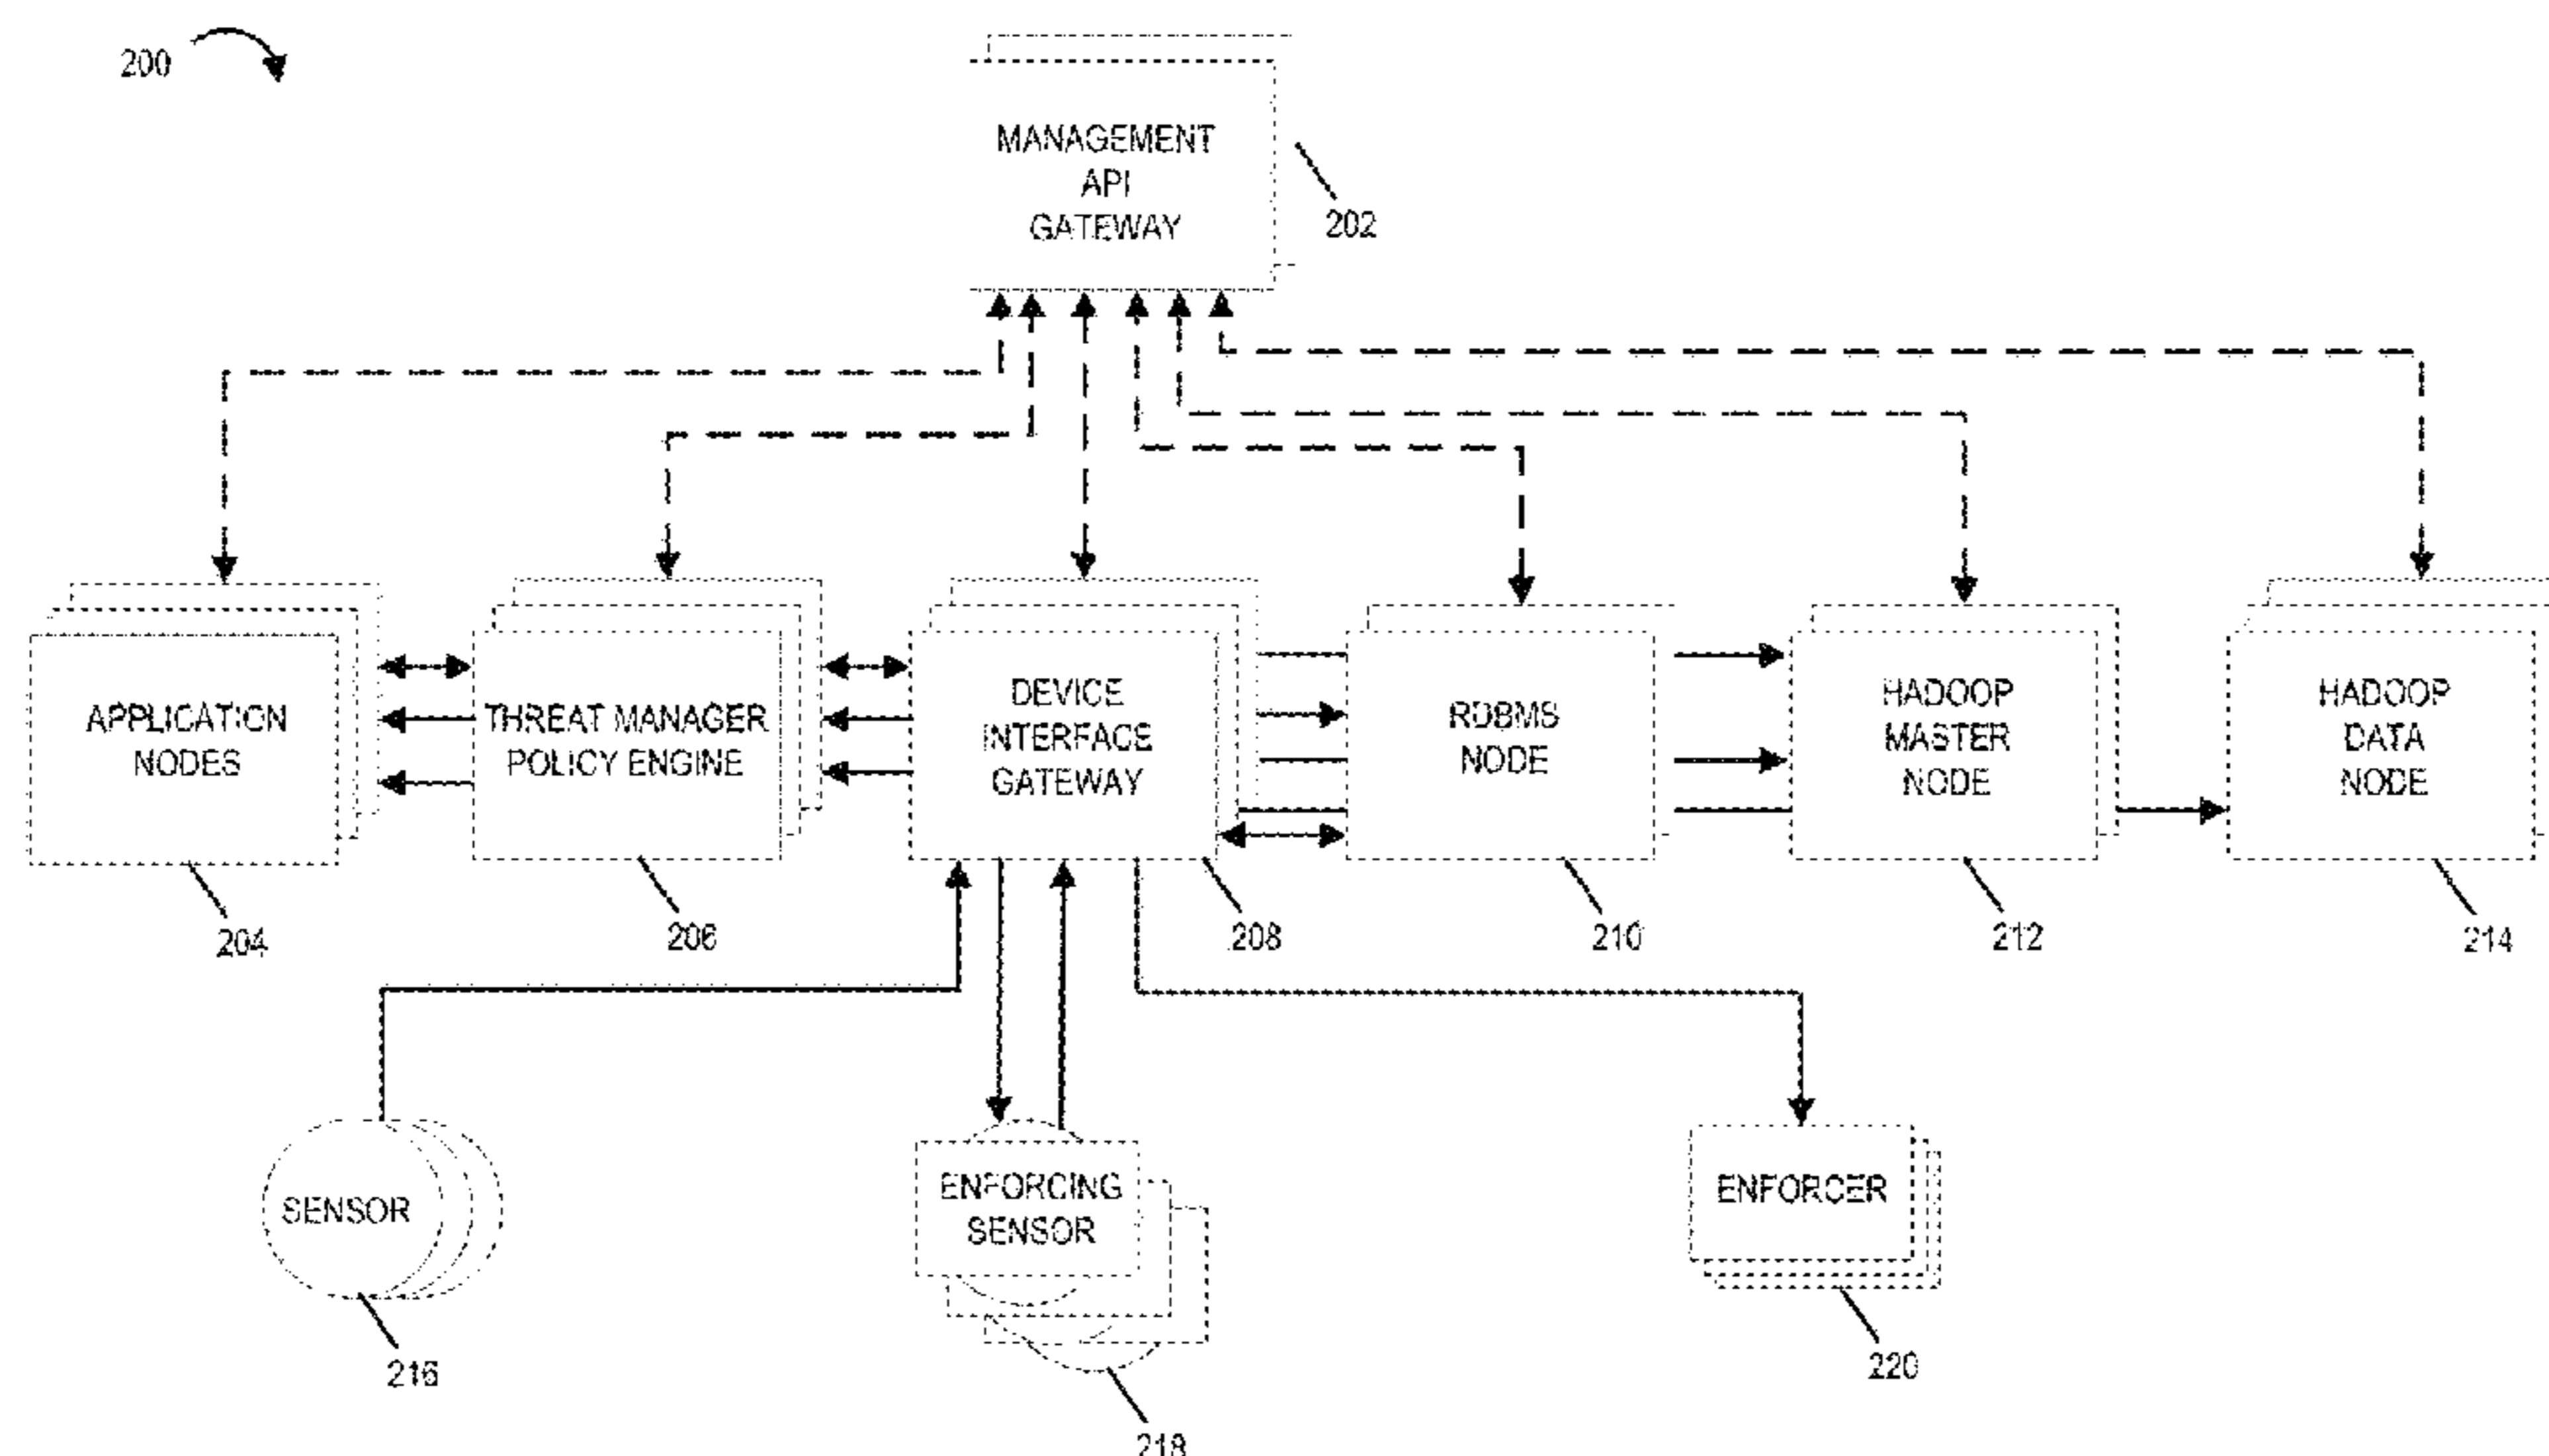 200
MANAGEMENT
API
GATEWAY
202
APPLICATION
NODES
THREAT MANAGER
POLICY ENGINE
DEVICE
INTERFACE
GATEWAY
RDBMS
NODE
HADOOP
MASTER
NODE
HADOOP
DATA
NODE
204
206
208
210
212
214
SENSOR
ENFORCING
SENSOR
ENFORCER
216
218
220